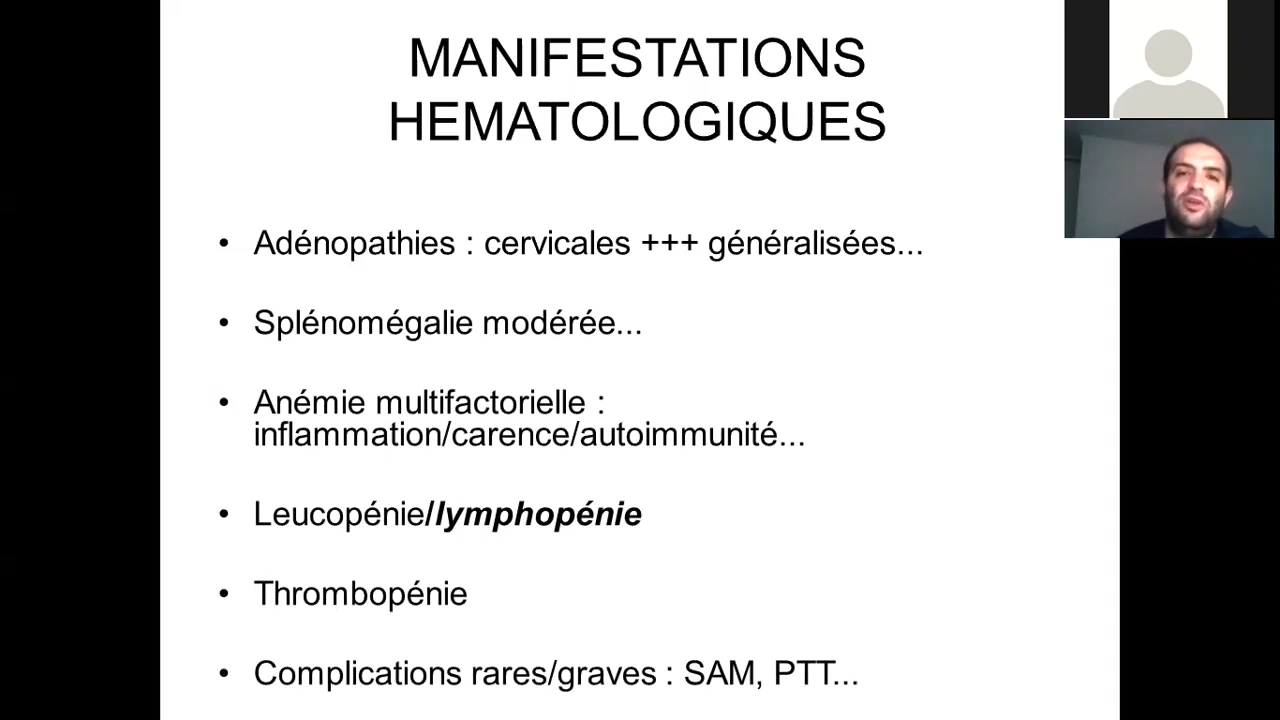 MANIFESTATIONS
HEMATOLOGIQUES
• Adénopathies : cervicales +++ généralisées...
• Splénomégalie modérée...
• Anémie multifactorielle :
inflammation/carence/autoimmunité...
• Leucopénie/lymphopénie
• Thrombopénie
• Complications rares/graves : SAM, PTT...